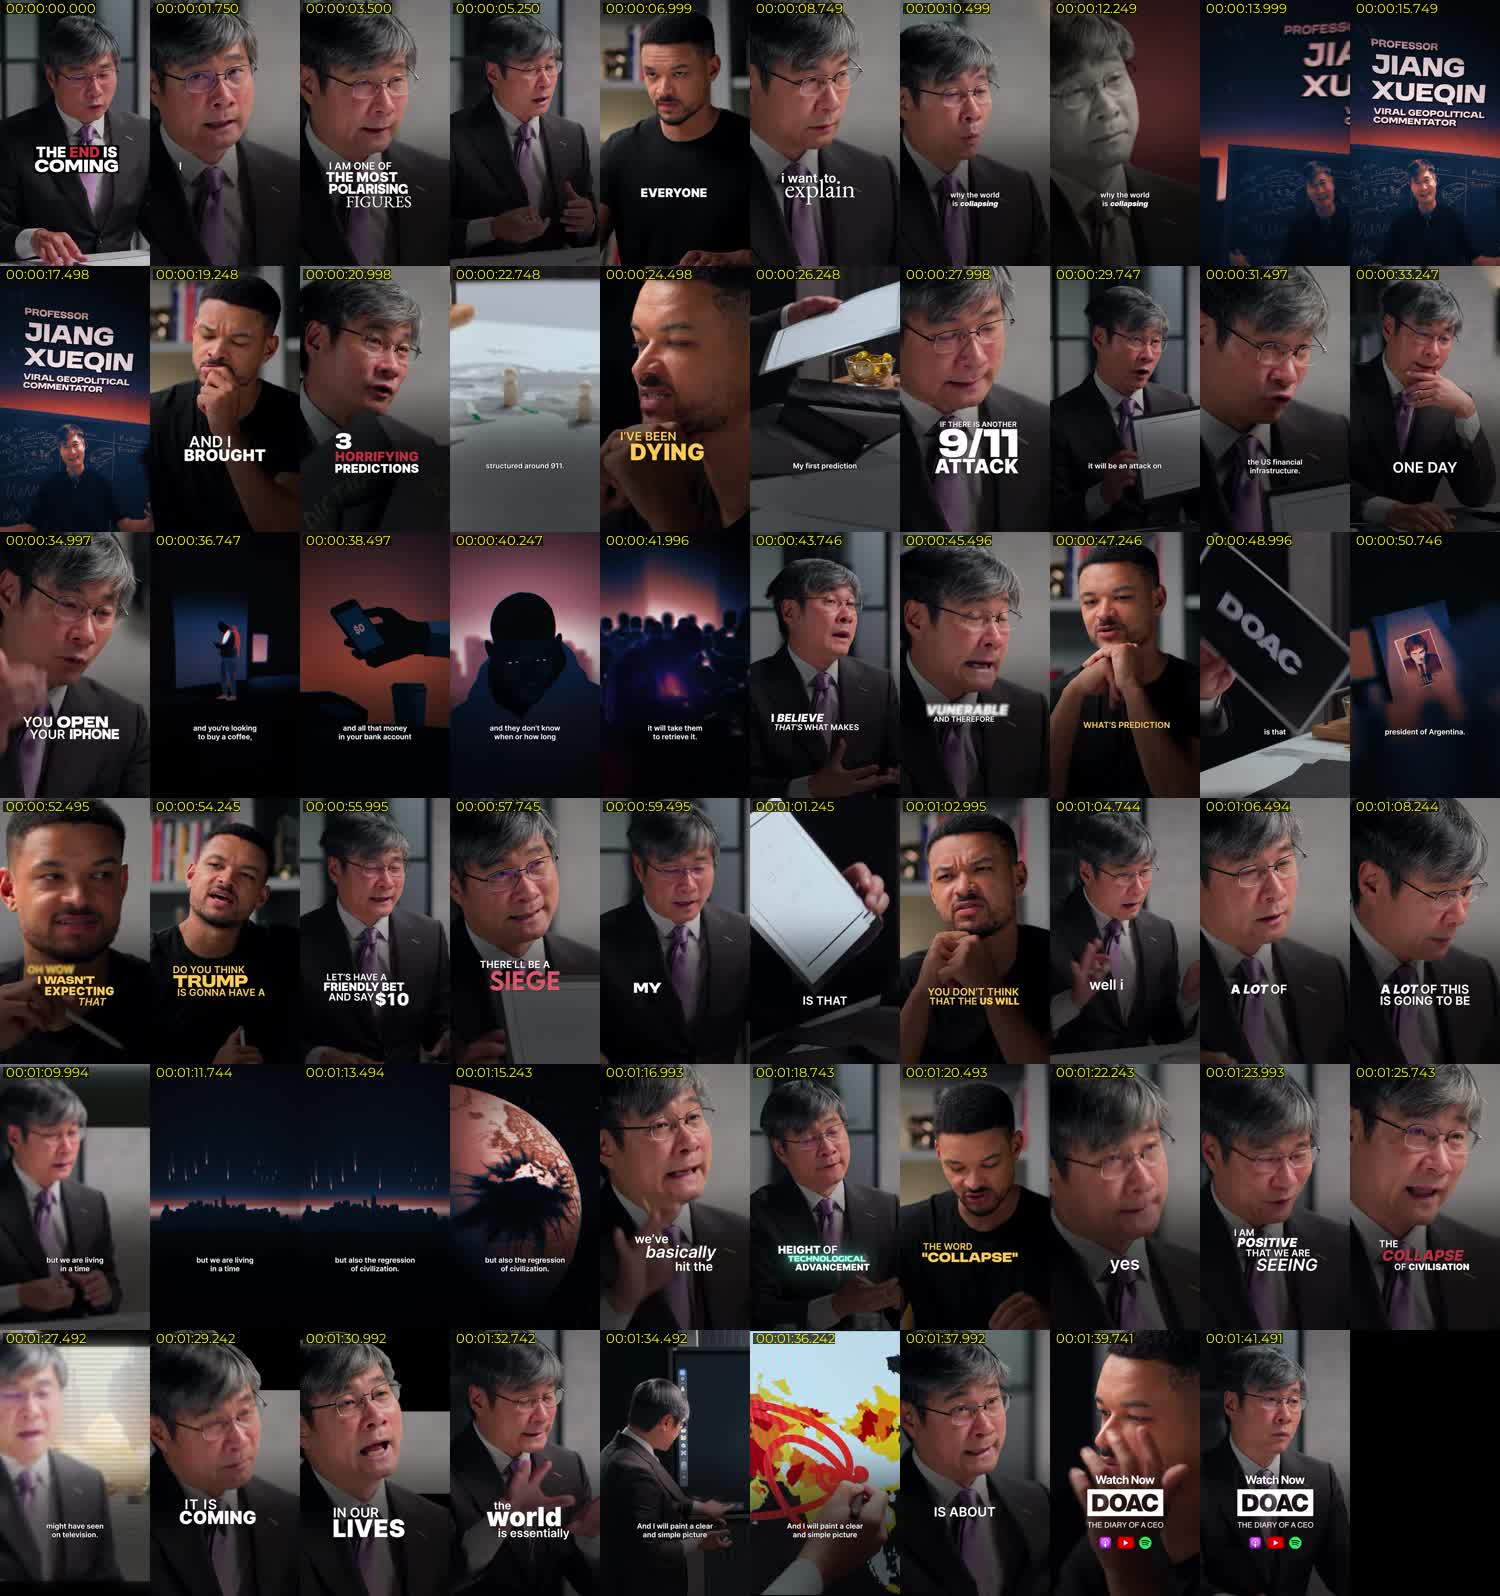 00:00:00.000
THE END IS
COMING
00:00:01.750
I
00:00:03.500
I AM ONE OF
THE MOST
POLARISING
FIGURES
00:00:05.250
00:00:06.999
EVERYONE
00:00:08.749
i want to
explain
00:00:10.499
why the world
is collapsing
00:00:12.249
why the world
is collapsing
00:00:13.999
PROFESS
JIA
XU
00:00:15.749
PROFESSOR
JIANG
XUEQIN
VIRAL GEOPOLITICAL
COMMENTATOR
00:00:17.498
PROFESSOR
JIANG
XUEQIN
VIRAL GEOPOLITICAL
COMMENTATOR
00:00:19.248
AND I
BROUGHT
00:00:20.998
3
HORRIFYING
PREDICTIONS
00:00:22.748
structured around 911.
00:00:24.498
I'VE BEEN
DYING
00:00:26.248
My first prediction
00:00:27.998
IF THERE IS ANOTHER
9/11
ATTACK
00:00:29.747
it will be an attack on
00:00:31.497
the US financial
infrastructure.
00:00:33.247
ONE DAY
00:00:34.997
YOU OPEN
YOUR IPHONE
00:00:36.747
and you're looking
to buy a coffee,
00:00:38.497
$0
and all that money
in your bank account
00:00:40.247
and they don't know
when or how long
00:00:41.996
it will take them
to retrieve it.
00:00:43.746
I BELIEVE
THAT'S WHAT MAKES
00:00:45.496
VUNERABLE
AND THEREFORE
00:00:47.246
WHAT'S PREDICTION
00:00:48.996
DOAC
is that
00:00:50.746
president of Argentina.
00:00:52.495
OH WOW
I WASN'T
EXPECTING
THAT
00:00:54.245
DO YOU THINK
TRUMP
IS GONNA HAVE A
00:00:55.995
LET'S HAVE A
FRIENDLY BET
AND SAY $10
00:00:57.745
THERE'LL BE A
SIEGE
00:00:59.495
MY
00:01:01.245
IS THAT
00:01:02.995
YOU DON'T THINK
THAT THE US WILL
00:01:04.744
well i
00:01:06.494
A LOT OF
00:01:08.244
A LOT OF THIS
IS GOING TO BE
00:01:09.994
but we are living
in a time
00:01:11.744
but we are living
in a time
00:01:13.494
but also the regression
of civilization.
00:01:15.243
but also the regression
of civilization.
00:01:16.993
we've
basically
hit the
00:01:18.743
HEIGHT OF
TECHNOLOGICAL
ADVANCEMENT
00:01:20.493
THE WORD
"COLLAPSE"
00:01:22.243
yes
00:01:23.993
I AM
POSITIVE
THAT WE ARE
SEEING
00:01:25.743
THE
COLLAPSE
OF CIVILISATION
00:01:27.492
might have seen
on television.
00:01:29.242
IT IS
COMING
00:01:30.992
IN OUR
LIVES
00:01:32.742
the
world
is essentially
00:01:34.492
And I will paint a clear
and simple picture
00:01:36.242
And I will paint a clear
and simple picture
00:01:37.992
IS ABOUT
00:01:39.741
Watch Now
DOAC
THE DIARY OF A CEO
00:01:41.491
Watch Now
DOAC
THE DIARY OF A CEO